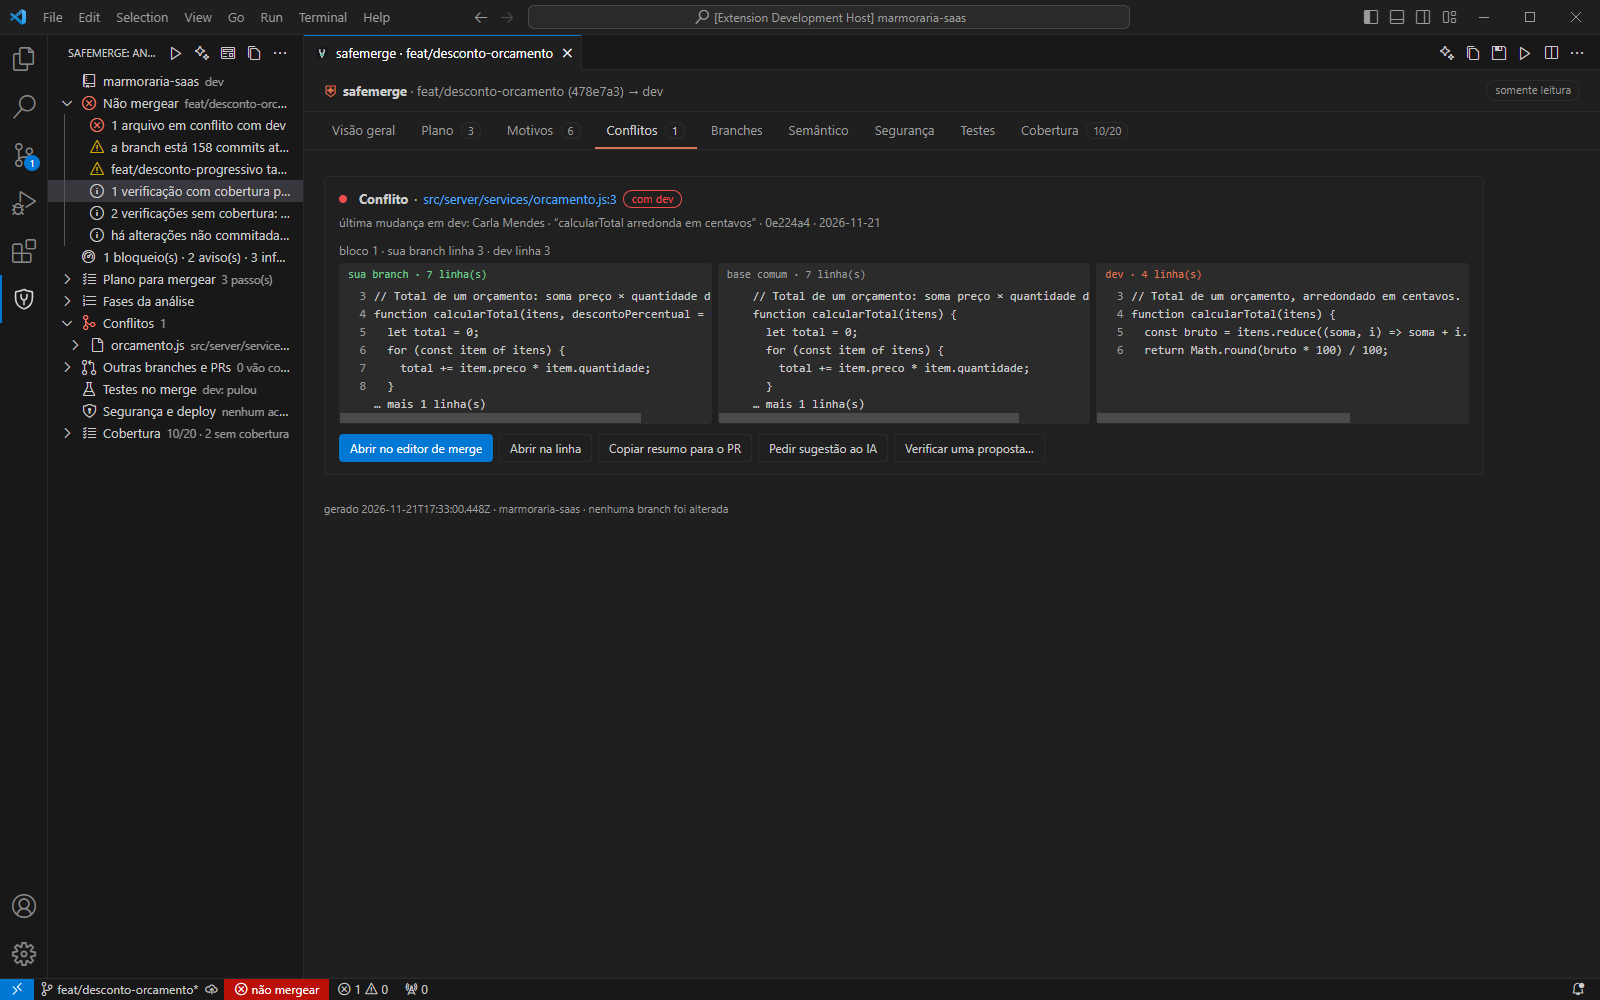 File Edit Selection View Go Run Terminal Help
[Extension Development Host] marmoraria-saas
SAFEMERGE: AN...
marmoraria-saas dev
Não mergear feat/desconto-orc...
1 arquivo em conflito com dev
a branch está 158 commits at...
feat/desconto-progressivo ta...
1 verificação com cobertura p...
2 verificações sem cobertura: ...
há alterações não commitada...
1 bloqueio(s) · 2 aviso(s) · 3 inf...
Plano para mergear 3 passo(s)
Fases da análise
Conflitos 1
orcamento.js src/server/service...
Outras branches e PRs 0 vão co...
Testes no merge dev: pulou
Segurança e deploy nenhum ac...
Cobertura 10/20 · 2 sem cobertura
1
safemerge · feat/desconto-orcamento
safemerge · feat/desconto-orcamento (478e7a3) → dev
somente leitura
Visão geral Plano 3 Motivos 6 Conflitos 1 Branches Semântico Segurança Testes Cobertura 10/20
Conflito · src/server/services/orcamento.js:3 com dev
última mudança em dev: Carla Mendes · “calcularTotal arredonda em centavos” · 0e224a4 · 2026-11-21
bloco 1 · sua branch linha 3 · dev linha 3
sua branch · 7 linha(s)
3 // Total de um orçamento: soma preço × quantidade d
4 function calcularTotal(itens, descontoPercentual =
5 let total = 0;
6 for (const item of itens) {
7 total += item.preco * item.quantidade;
8 }
… mais 1 linha(s)
base comum · 7 linha(s)
// Total de um orçamento: soma preço × quantidade d
function calcularTotal(itens) {
let total = 0;
for (const item of itens) {
total += item.preco * item.quantidade;
}
… mais 1 linha(s)
dev · 4 linha(s)
3 // Total de um orçamento, arredondado em centavos.
4 function calcularTotal(itens) {
5 const bruto = itens.reduce((soma, i) => soma + i.
6 return Math.round(bruto * 100) / 100;
Abrir no editor de merge Abrir na linha Copiar resumo para o PR Pedir sugestão ao IA Verificar uma proposta...
gerado 2026-11-21T17:33:00.448Z · marmoraria-saas · nenhuma branch foi alterada
feat/desconto-orcamento* não mergear 1 0 0